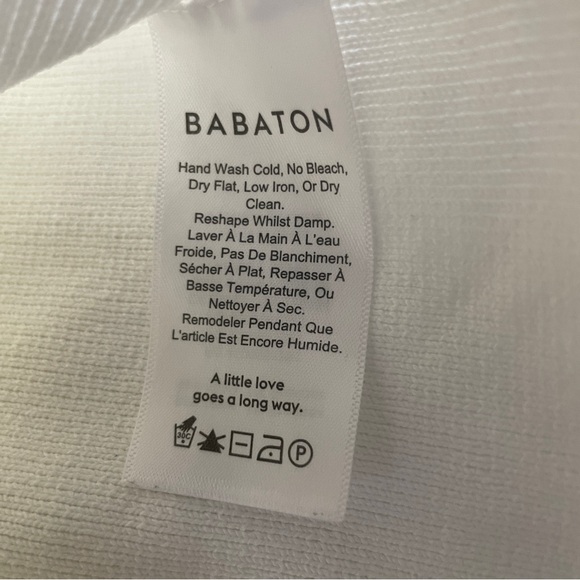 BABATON
Hand Wash Cold, No Bleach,
Dry Flat, Low Iron, Or Dry
Clean.
Reshape Whilst Damp.
Laver À La Main À L'eau
Froide, Pas De Blanchiment,
Sécher À Plat, Repasser À
Basse Température, Ou
Nettoyer À Sec.
Remodeler Pendant Que
L'article Est Encore Humide.
A little love
goes a long way.
30C P